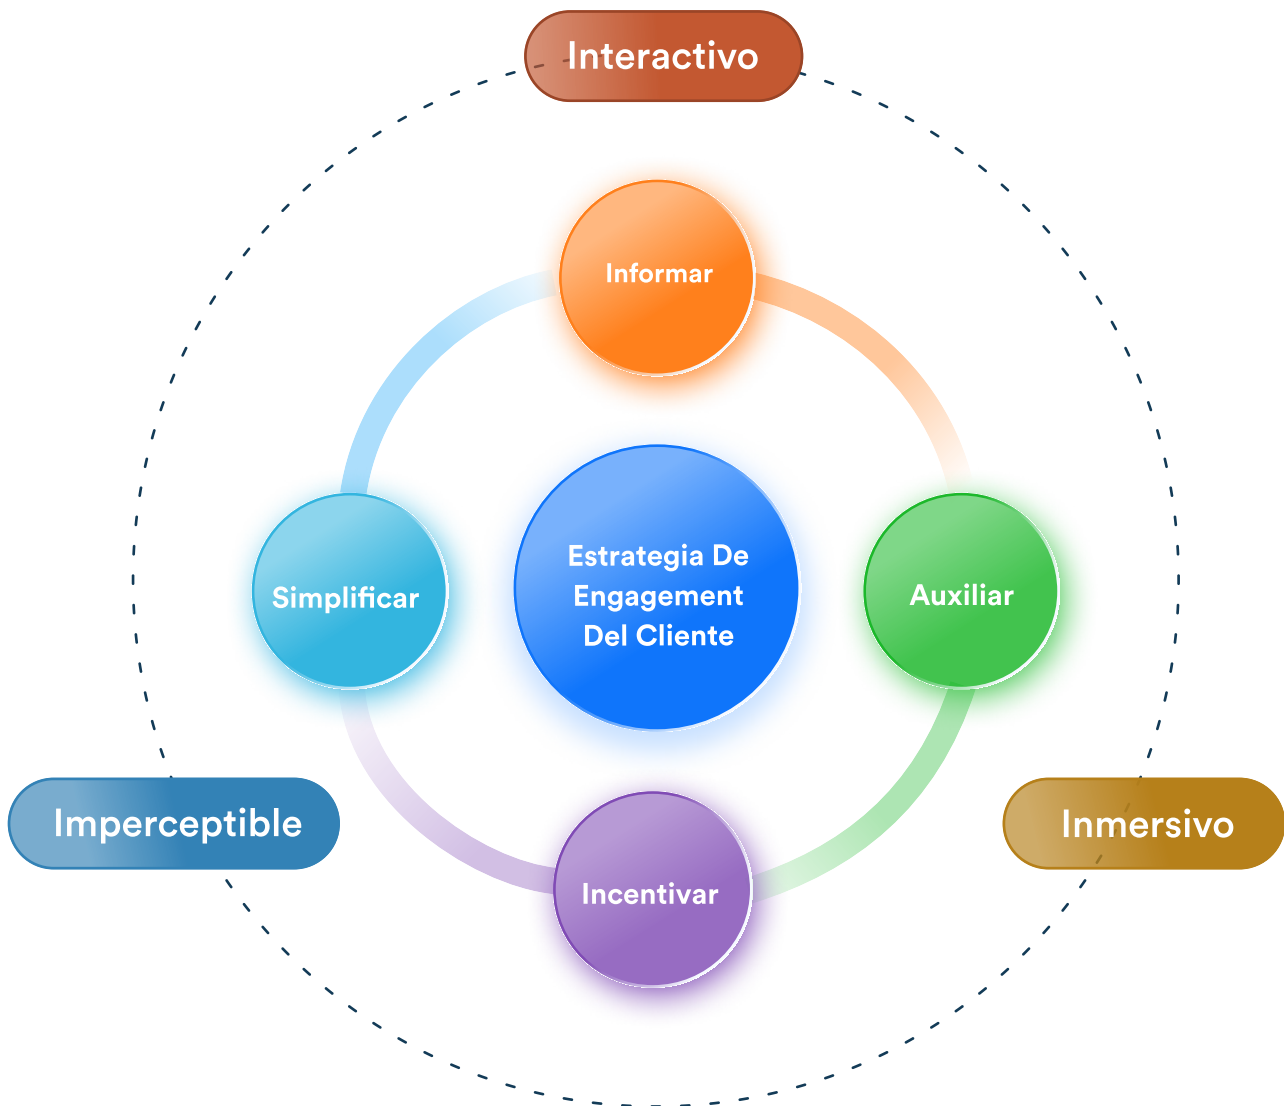 Interactivo
Informar
Estrategia De
Engagement
Del Cliente
Simplificar
Auxiliar
Imperceptible
Inmersivo
Incentivar